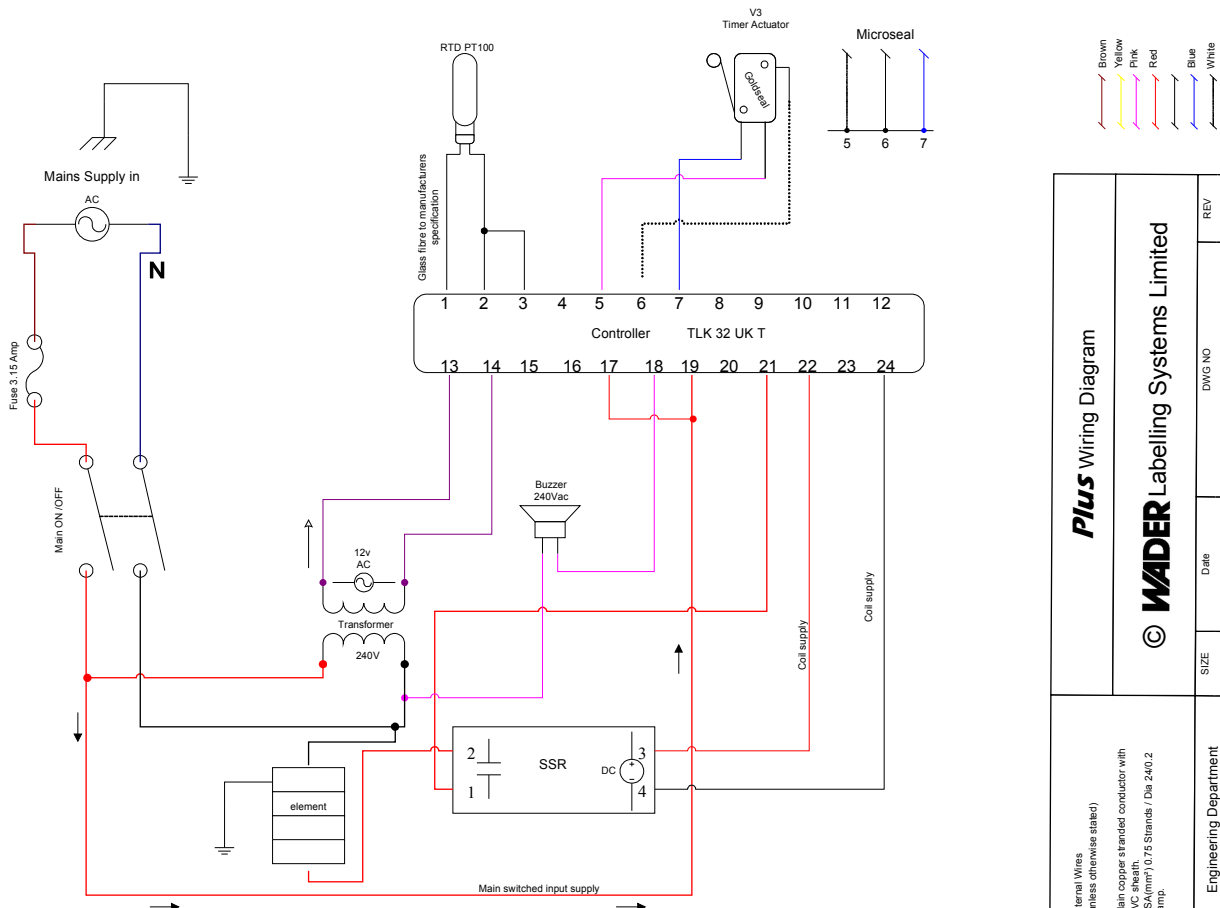 V3
Timer Actuator
RTD PT100
Microseal
Goldseal
5 6 7
Brown
Yellow
Pink
Red
Blue
White
Mains Supply in
AC
N
Glass fibre to manufacturers
specification
1 2 3 4 5 6 7 8 9 10 11 12
Controller TLK 32 UK T
13 14 15 16 17 18 19 20 21 22 23 24
Fuse 3.15 Amp
Main ON /OFF
Buzzer
240Vac
12v
AC
Transformer
240V
Coil supply
Coil supply
2
1
SSR
DC
+
-
3
4
element
Main switched input supply
Plus Wiring Diagram
© WADER Labelling Systems Limited
SIZE
Date
DWG NO
REV
ternal Wires
nless otherwise stated)
lain copper stranded conductor with
VC sheath.
SA(mm²) 0.75 Strands / Dia 24/0.2
amp.
Engineering Department